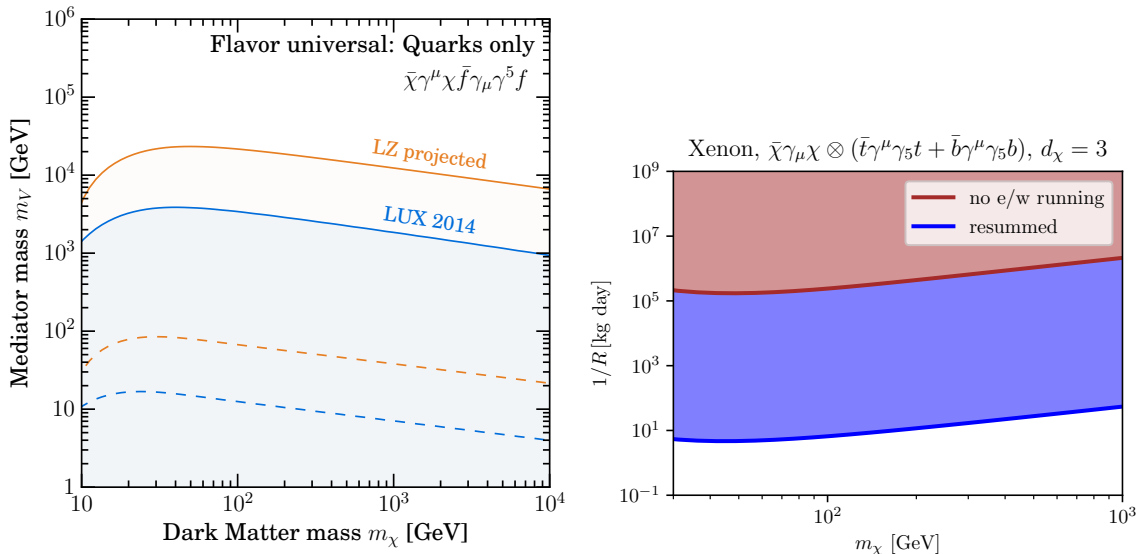 Flavor universal: Quarks only
χ̄γ^μχf̄γ_μγ^5f
LZ projected
LUX 2014
10^6
10^5
10^4
10^3
10^2
10
1
Mediator mass m_V [GeV]
10
10^2
10^3
10^4
Dark Matter mass m_χ [GeV]
Xenon, χ̄γ_μχ ⊗ (t̄γ^μγ_5t + b̄γ^μγ_5b), d_χ = 3
no e/w running
resummed
10^9
10^7
10^5
10^3
10^1
10^−1
1/R [kg day]
10^2
10^3
m_χ [GeV]